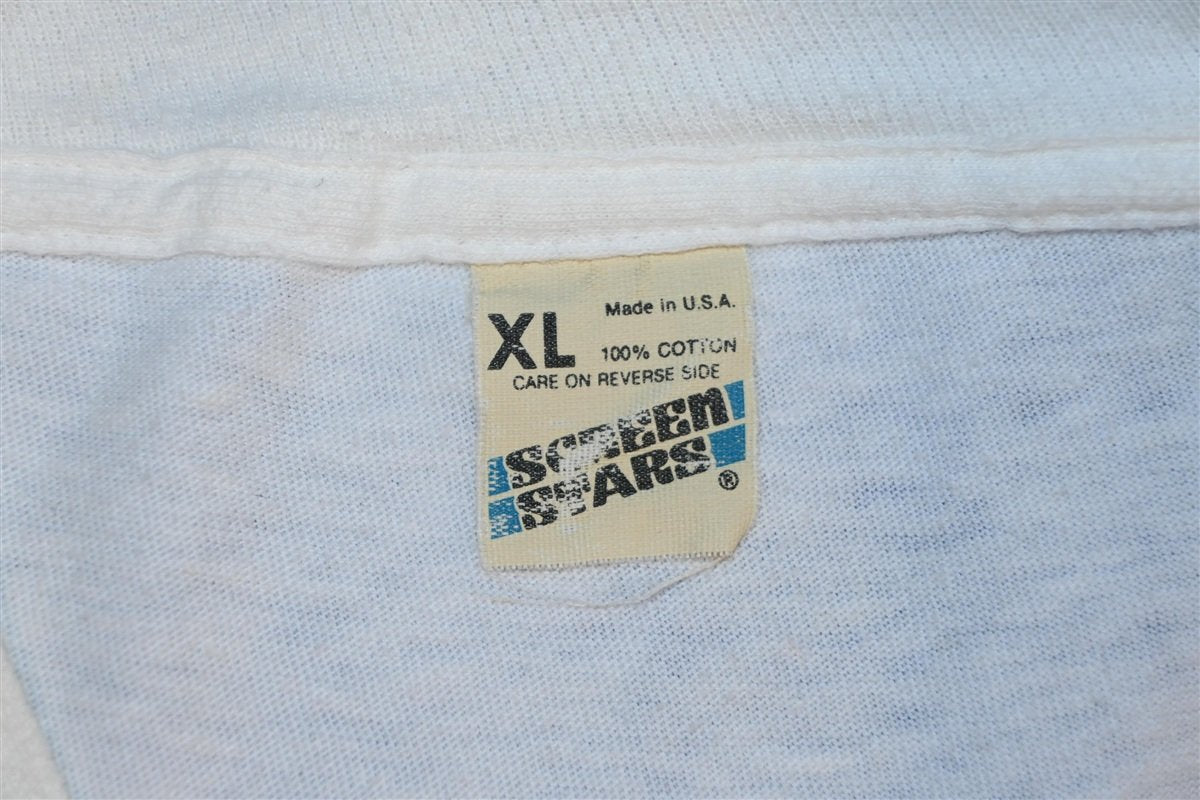 Made in U.S.A.
XL
100% COTTON
CARE ON REVERSE SIDE
SCREEN
STARS
®